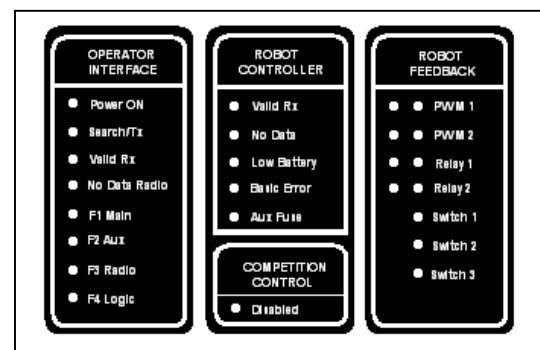 OPERATOR
INTERFACE
Power ON
Search/Tx
Valid Rx
No Data Radio
F1 Main
F2 Aux
F3 Radio
F4 Logic
ROBOT
CONTROLLER
Valid Rx
No Data
Low Battery
Basic Error
Aux Fuse
COMPETITION
CONTROL
Disabled
ROBOT
FEEDBACK
PWM 1
PWM 2
Relay 1
Relay 2
Switch 1
Switch 2
Switch 3